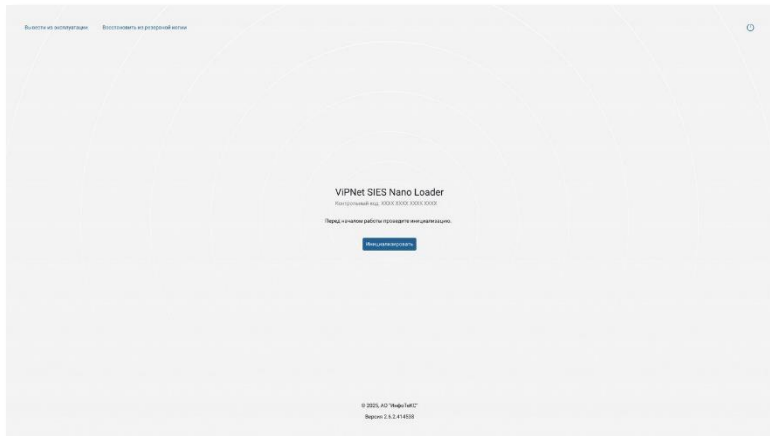 Вывести из эксплуатации Восстановить из резервной копии
ViPNet SIES Nano Loader
Контрольный код: XXXX XXXX XXXX XXXX
Перед началом работы проведите инициализацию.
Инициализировать
© 2025, АО "ИнфоТеКС"
Версия 2.6.2.414538